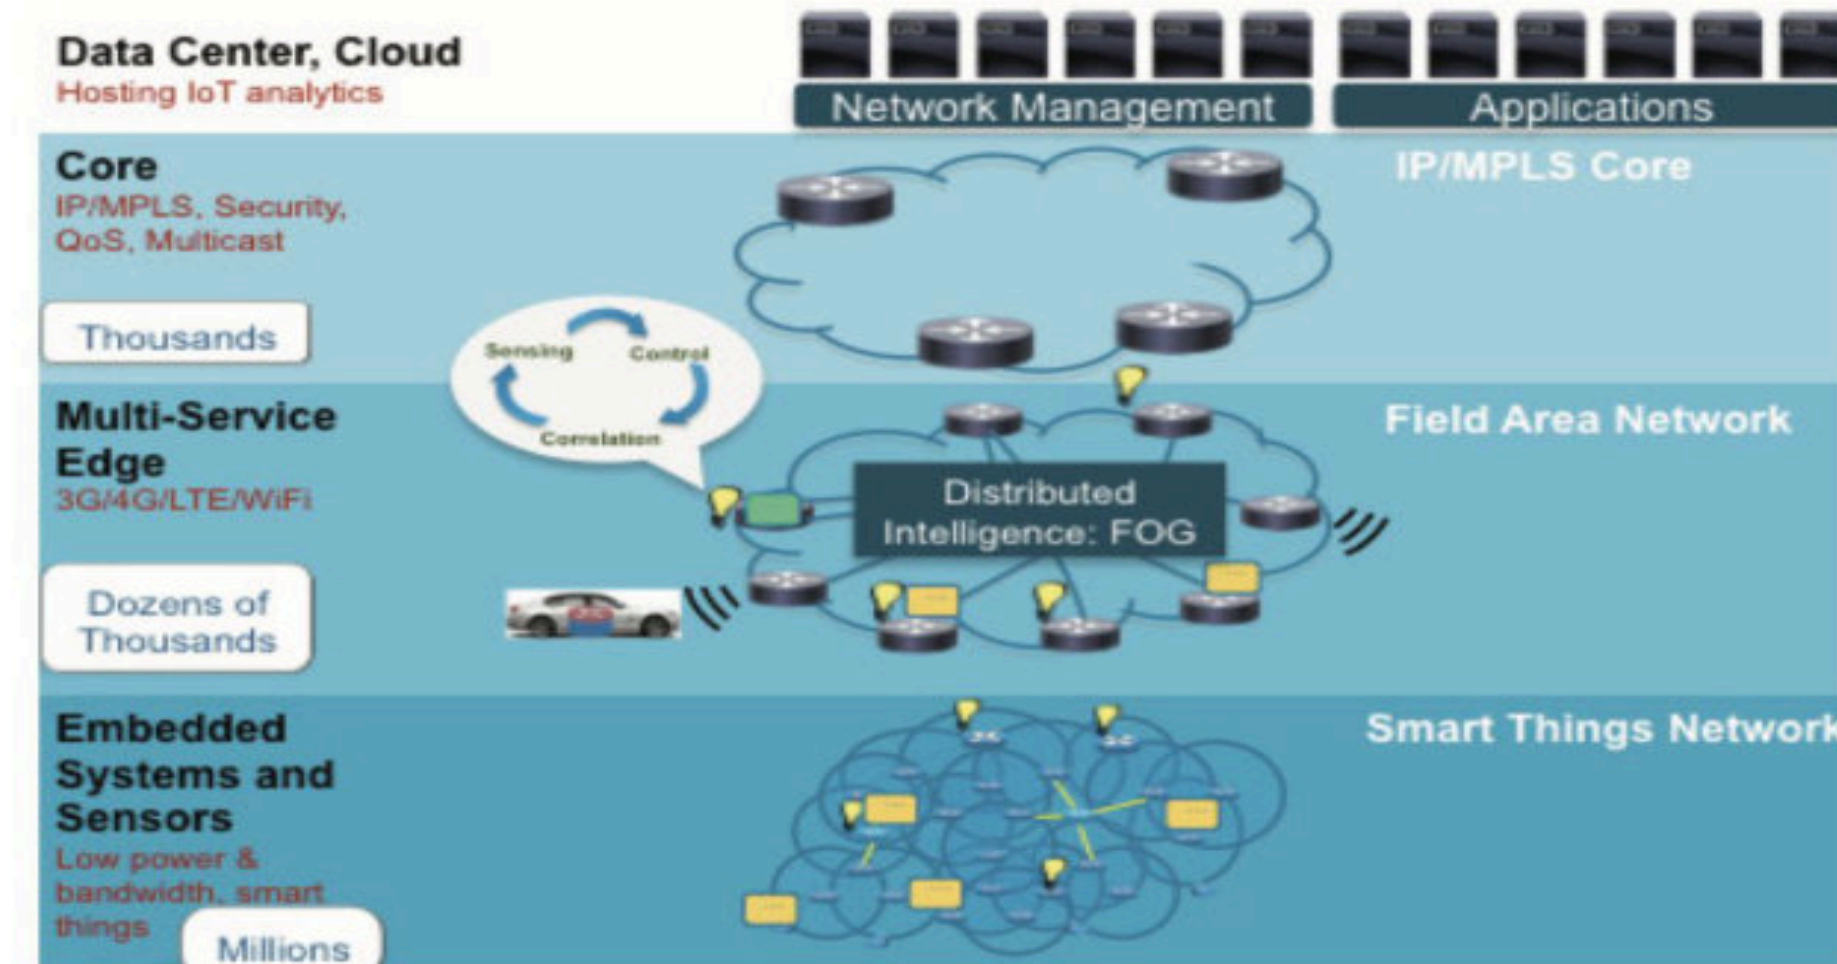 Data Center, Cloud
Hosting IoT analytics
Network Management
Applications
Core
IP/MPLS, Security,
QoS, Multicast
IP/MPLS Core
Thousands
Sensing
Control
Correlation
Multi-Service
Edge
3G/4G/LTE/WiFi
Field Area Network
Distributed
Intelligence: FOG
Dozens of
Thousands
Embedded
Systems and
Sensors
Low power &
bandwidth, smart
things
Smart Things Network
Millions